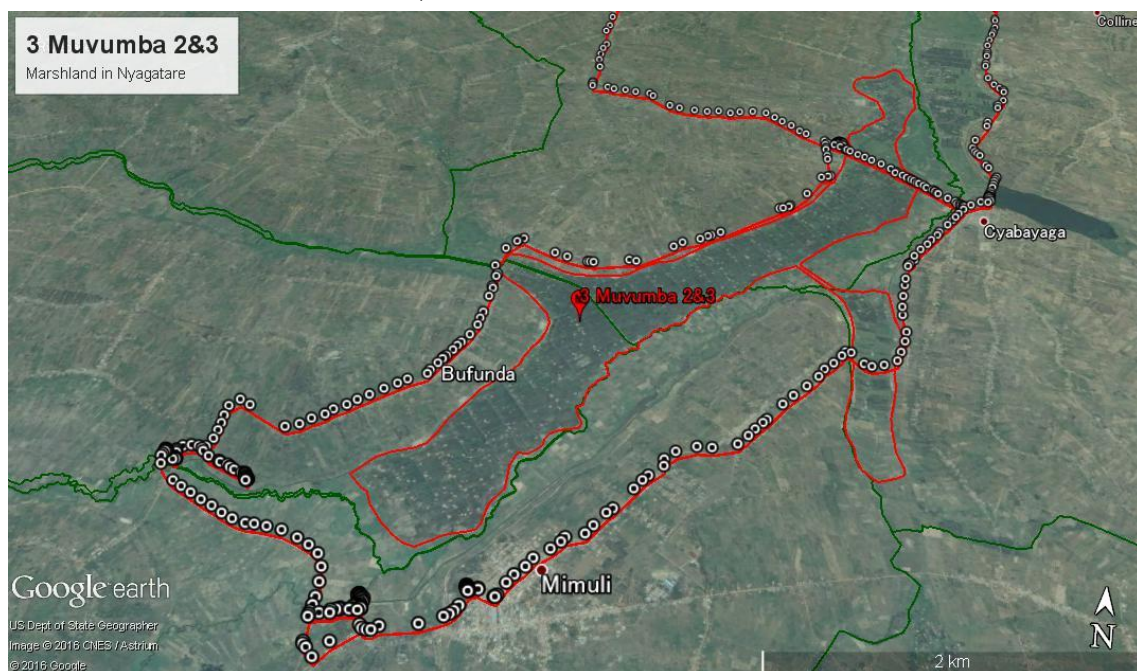 3 Muvumba 2&3
Marshland in Nyagatare
Colline
Cyabayaga
3 Muvumba 2&3
Bufunda
Mimuli
Google earth
US Dept of State Geographer
Image © 2016 CNES / Astrium
© 2016 Google
N
2 km